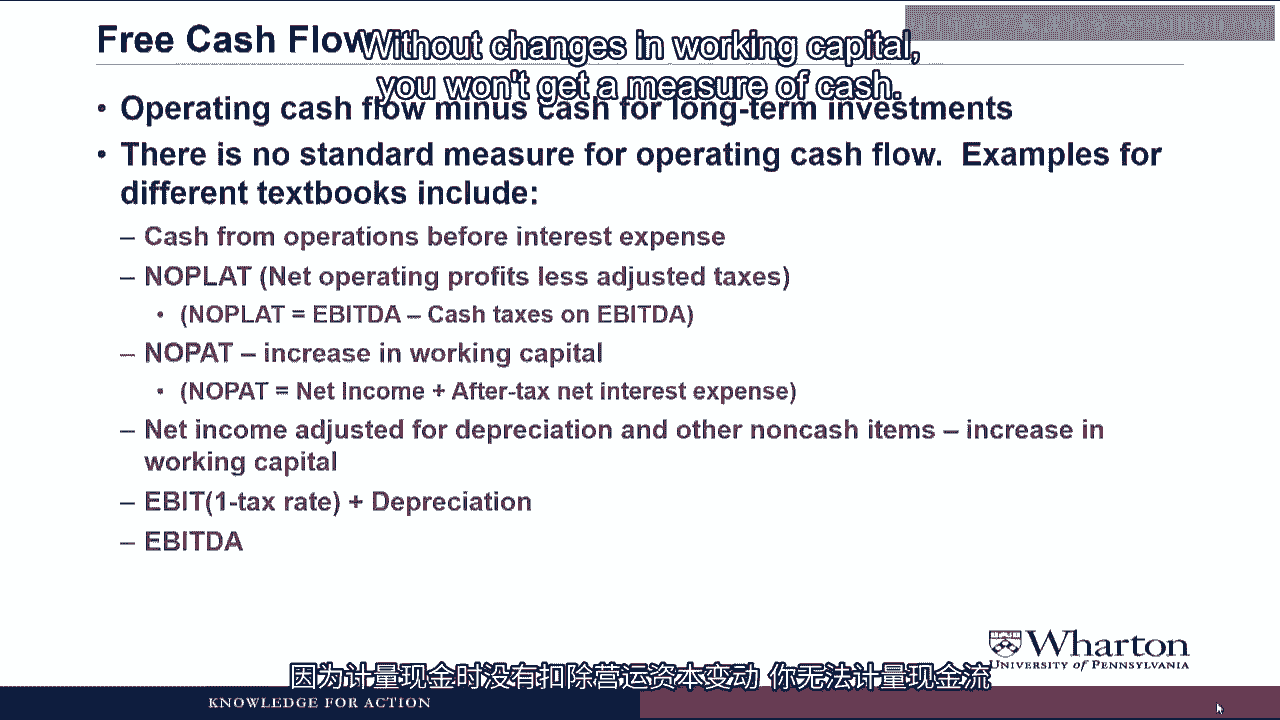 Free Cash Flow
Without changes in working capital,
you won't get a measure of cash.
• Operating cash flow minus cash for long-term investments
• There is no standard measure for operating cash flow. Examples for
different textbooks include:
– Cash from operations before interest expense
– NOPLAT (Net operating profits less adjusted taxes)
• (NOPLAT = EBITDA – Cash taxes on EBITDA)
– NOPAT – increase in working capital
• (NOPAT = Net Income + After-tax net interest expense)
– Net income adjusted for depreciation and other noncash items – increase in
working capital
– EBIT(1-tax rate) + Depreciation
– EBITDA
Wharton
UNIVERSITY of PENNSYLVANIA
因为计量现金时没有扣除营运资本变动 你无法计量现金流
KNOWLEDGE FOR ACTION